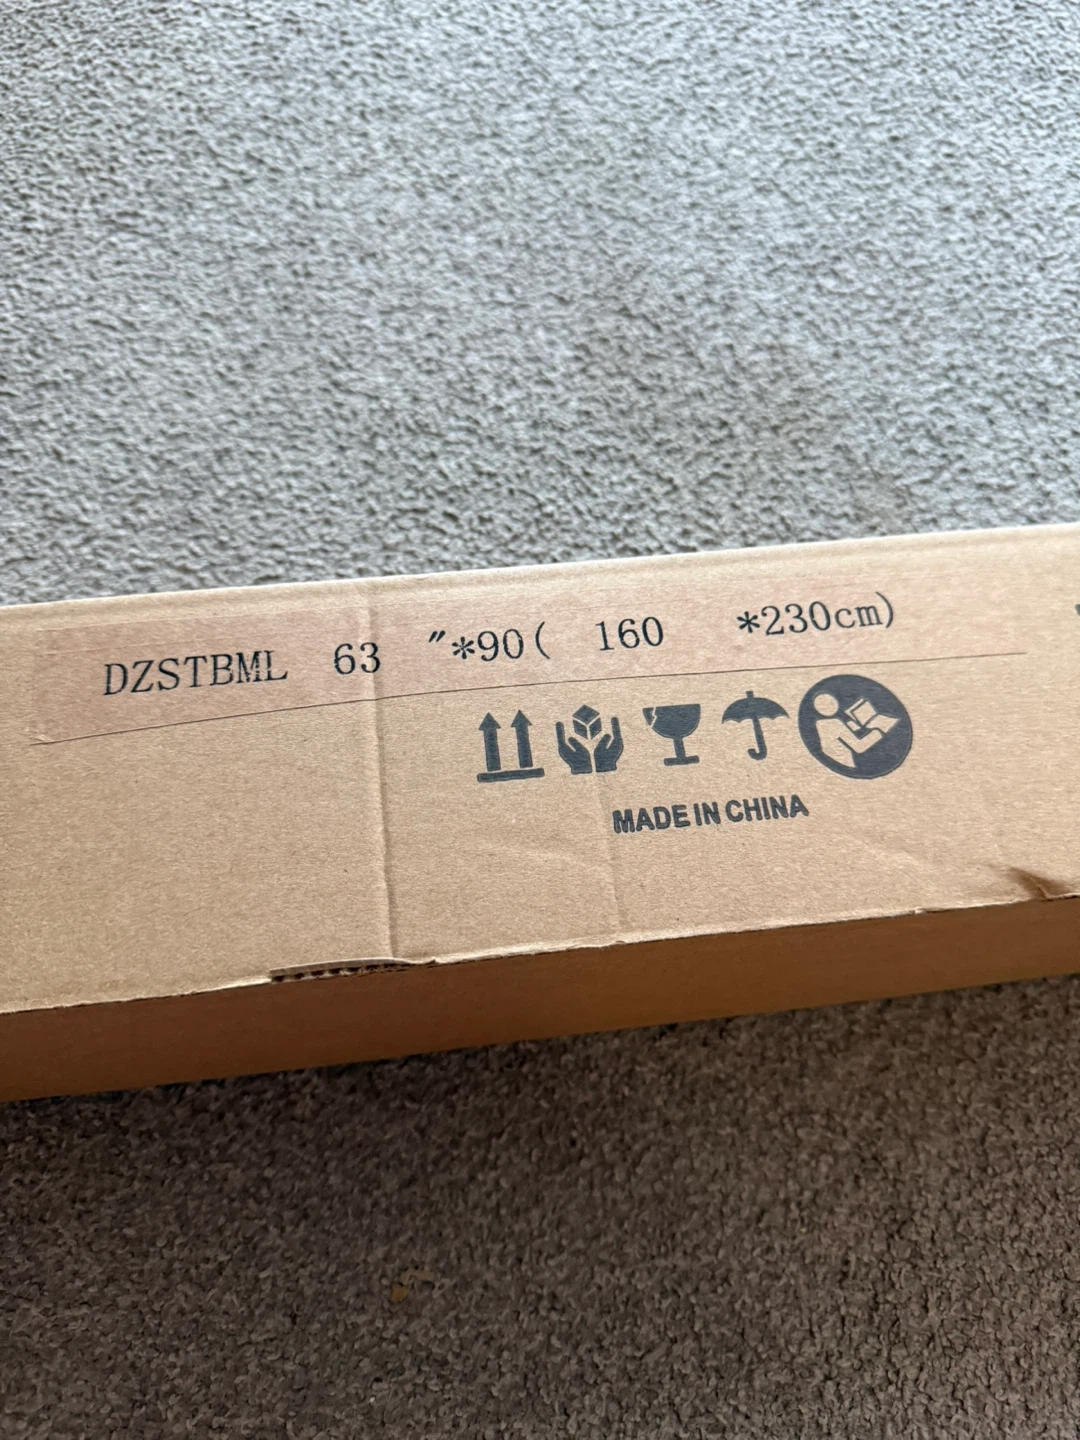 DZSTBML 63 "*90( 160 *230cm)
MADE IN CHINA